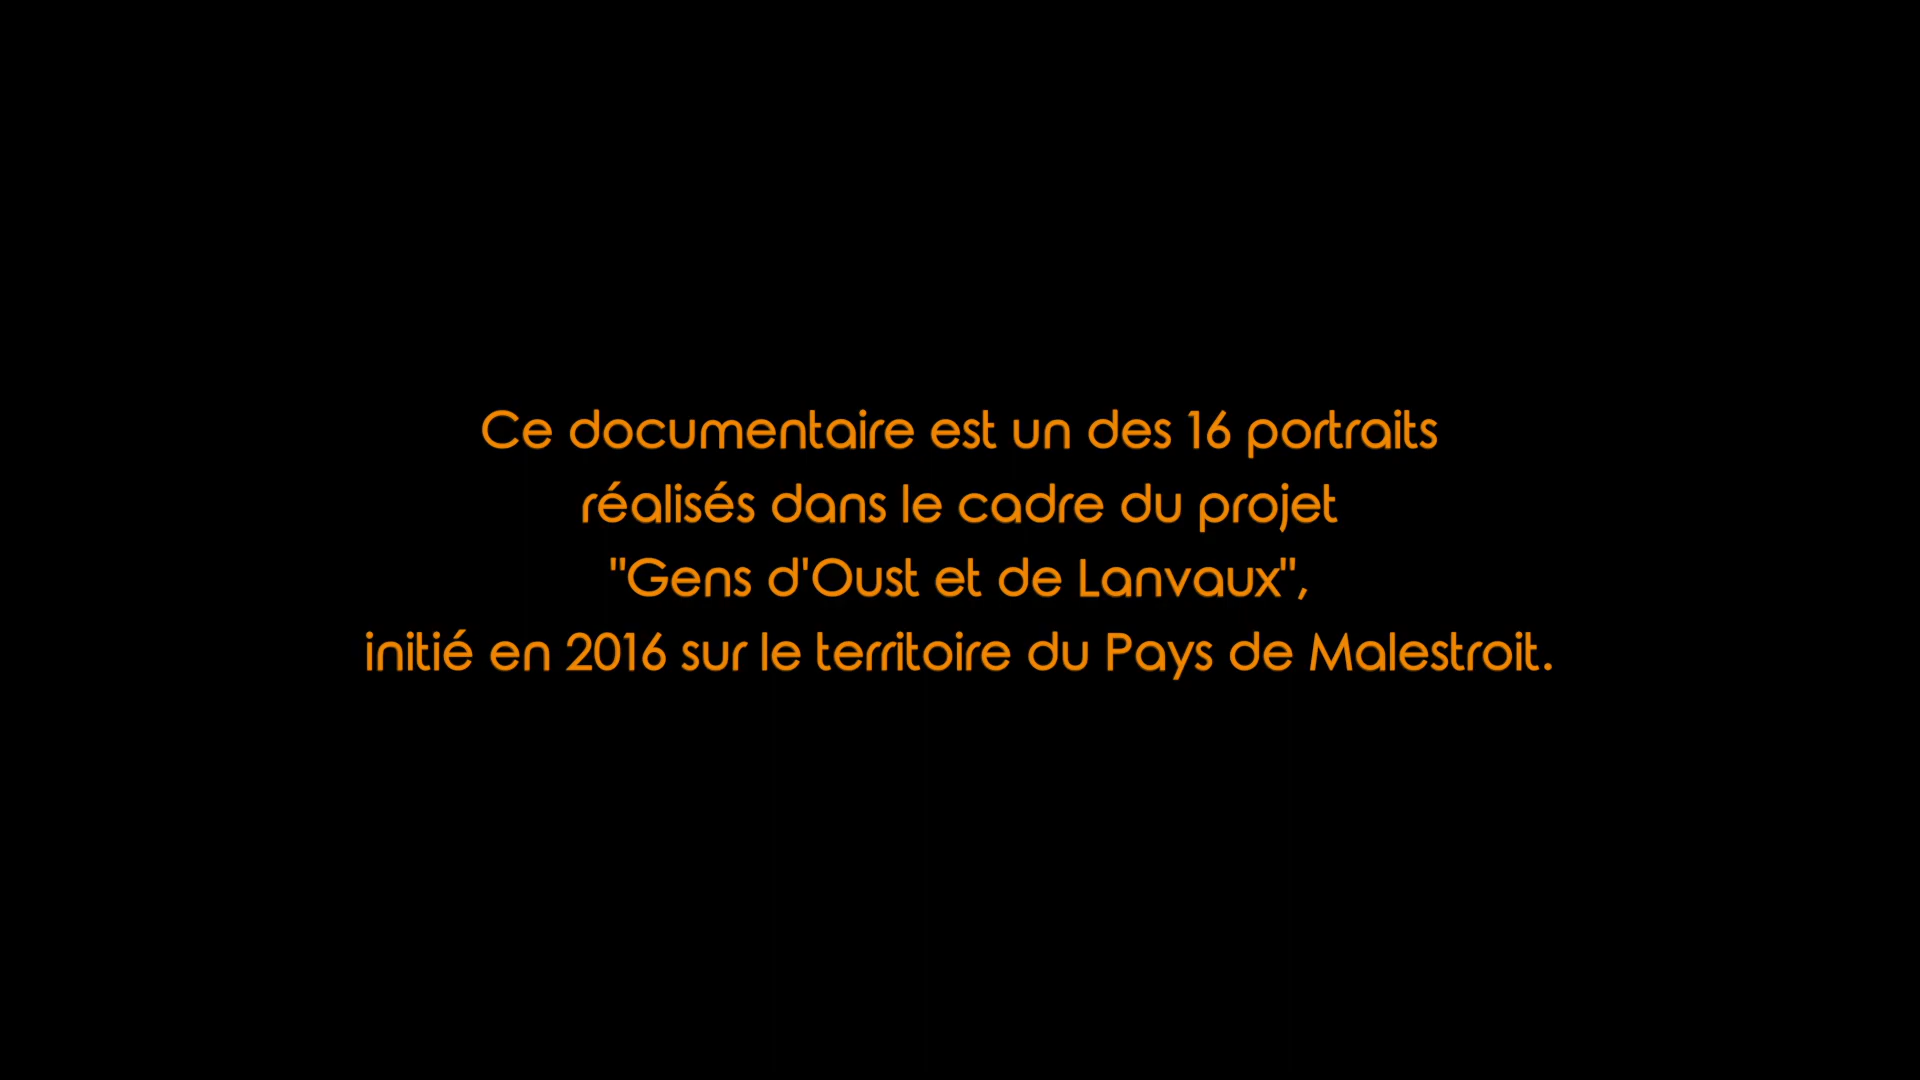 Ce documentaire est un des 16 portraits
réalisés dans le cadre du projet
"Gens d'Oust et de Lanvaux",
initié en 2016 sur le territoire du Pays de Malestroit.